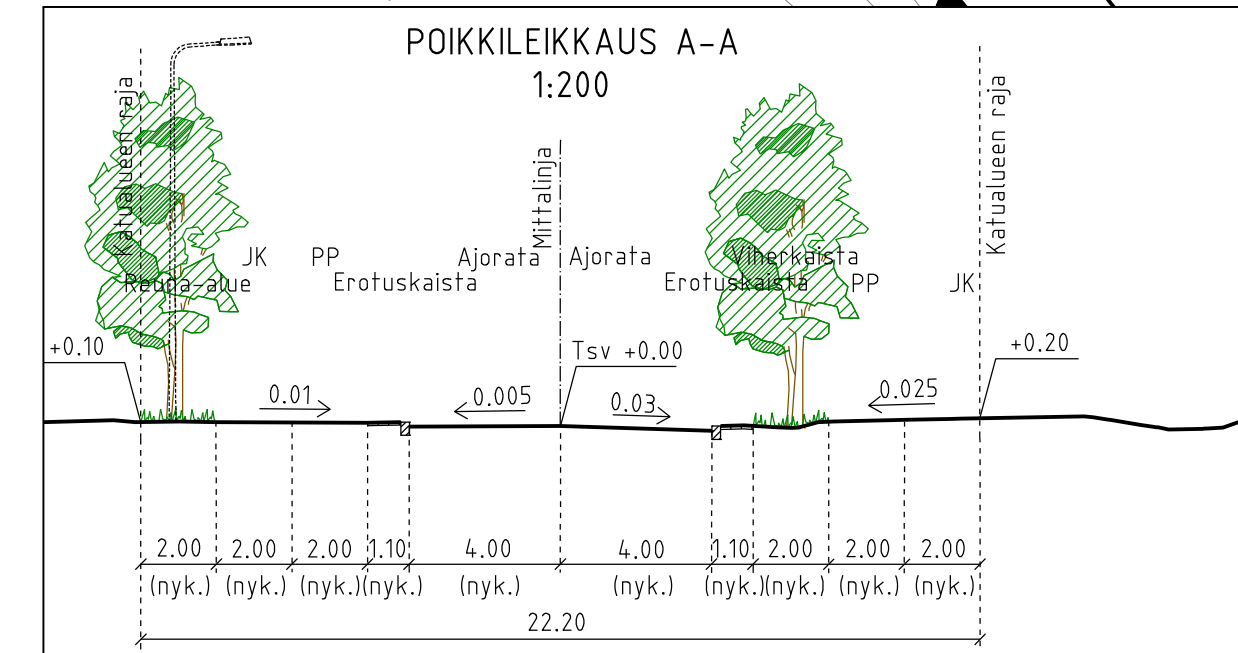 POIKKILEIKKAUS A-A
1:200
Katualueen raja
Mittalinja
Katualueen raja
JK PP Ajorata Ajorata Viherkaista
Reuna-alue Erotuskaista Erotuskaista PP JK
+0.10 Tsv +0.00 +0.20
0.01 0.005 0.03 0.025
2.00 2.00 2.00 1.10 4.00 4.00 1.10 2.00 2.00 2.00
(nyk.) (nyk.) (nyk.) (nyk.) (nyk.) (nyk.) (nyk.) (nyk.) (nyk.) (nyk.)
22.20